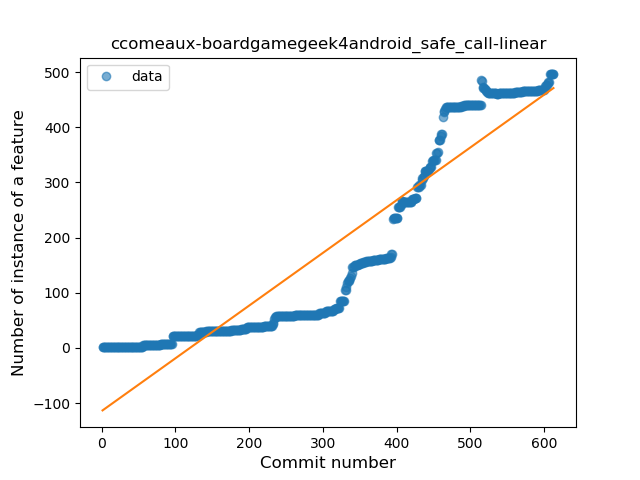 ccomeaux-boardgamegeek4android_safe_call-linear
data
Number of instance of a feature
500
400
300
200
100
0
−100
0 100 200 300 400 500 600
Commit number